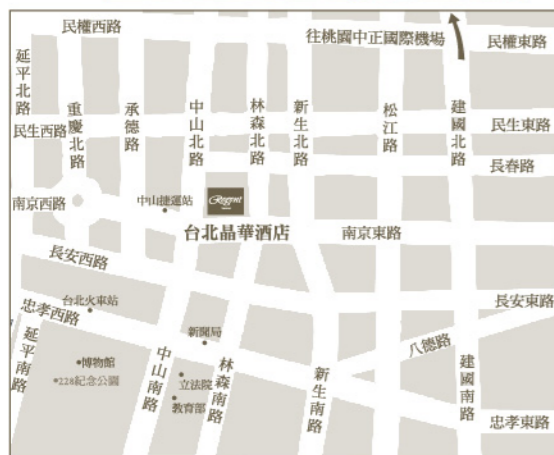 民權西路
往桃園中正國際機場
民權東路
延平北路
重慶北路
承德路
中山北路
林森北路
新生北路
松江路
建國北路
民生西路
民生東路
長春路
Regent
南京西路
中山捷運站
台北晶華酒店
南京東路
長安西路
長安東路
台北火車站
忠孝西路
新聞局
八德路
延平南路
博物館
228紀念公園
中山南路
立法院
教育部
林森南路
新生南路
建國南路
忠孝東路